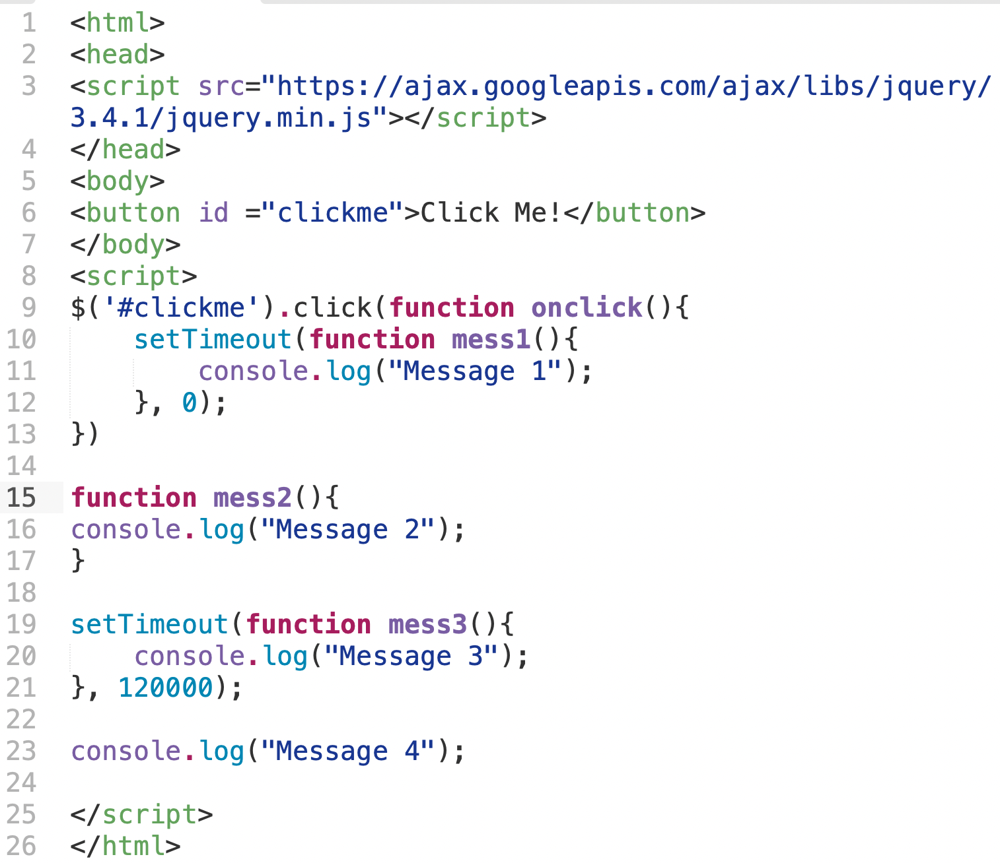 1 <html>
2 <head>
3 <script src="https://ajax.googleapis.com/ajax/libs/jquery/
3.4.1/jquery.min.js"></script>
4 </head>
5 <body>
6 <button id ="clickme">Click Me!</button>
7 </body>
8 <script>
9 $('#clickme').click(function onclick(){
10     setTimeout(function mess1(){
11         console.log("Message 1");
12     }, 0);
13 })
14
15 function mess2(){
16 console.log("Message 2");
17 }
18
19 setTimeout(function mess3(){
20     console.log("Message 3");
21 }, 120000);
22
23 console.log("Message 4");
24
25 </script>
26 </html>